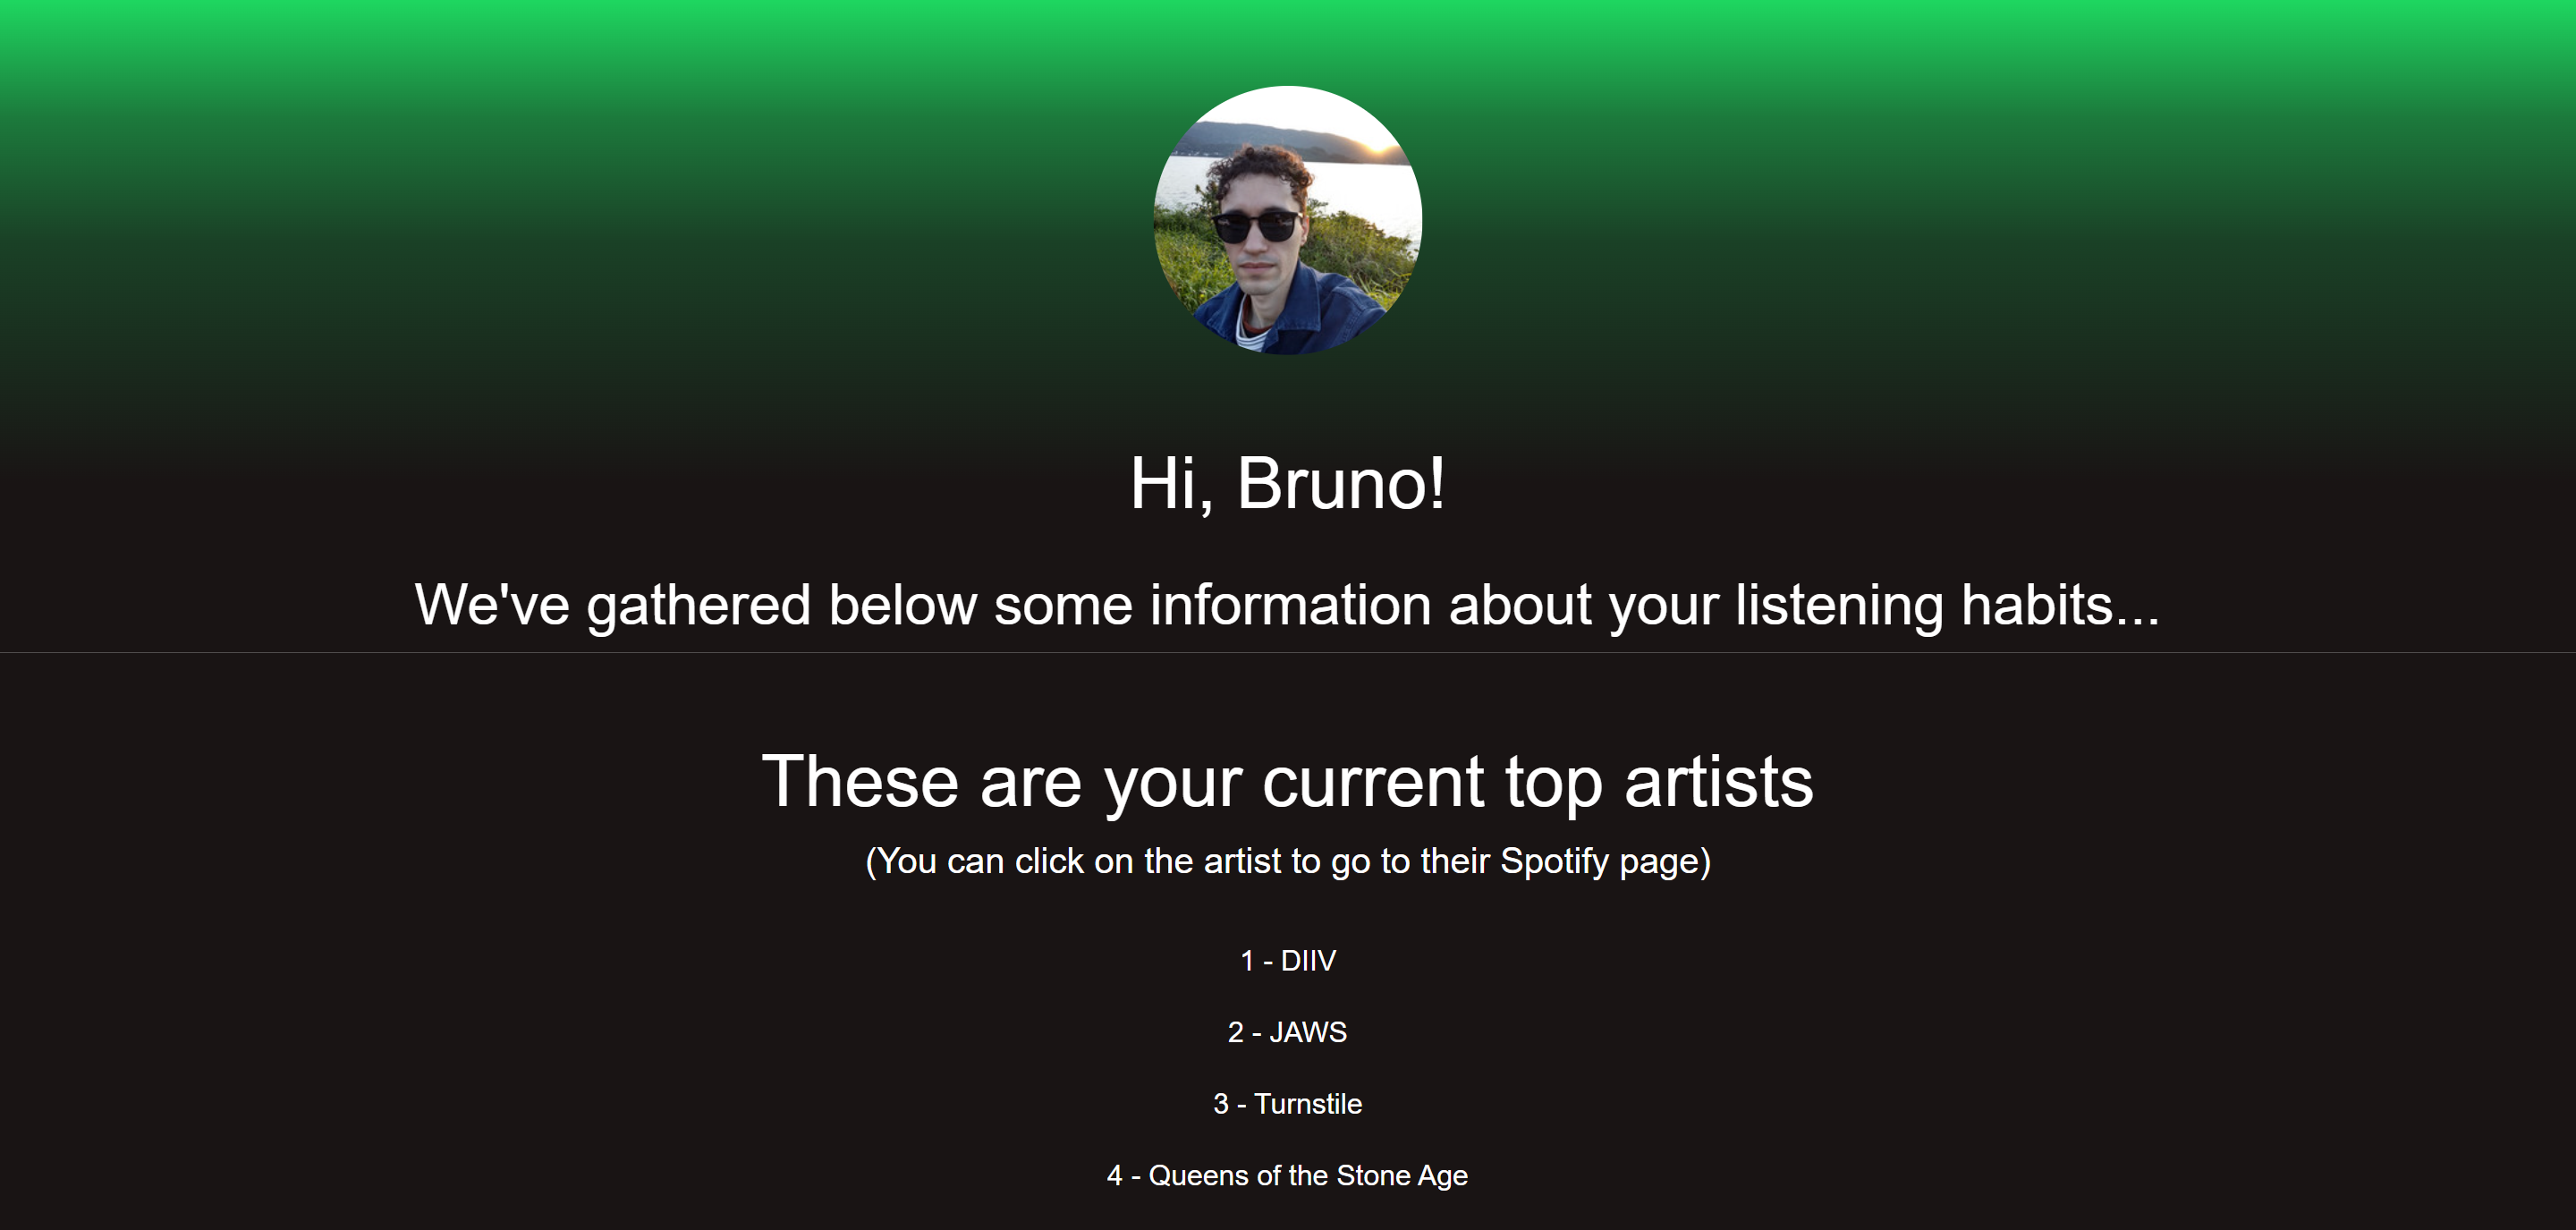 Hi, Bruno!
We've gathered below some information about your listening habits...
These are your current top artists
(You can click on the artist to go to their Spotify page)
1 - DIIV
2 - JAWS
3 - Turnstile
4 - Queens of the Stone Age